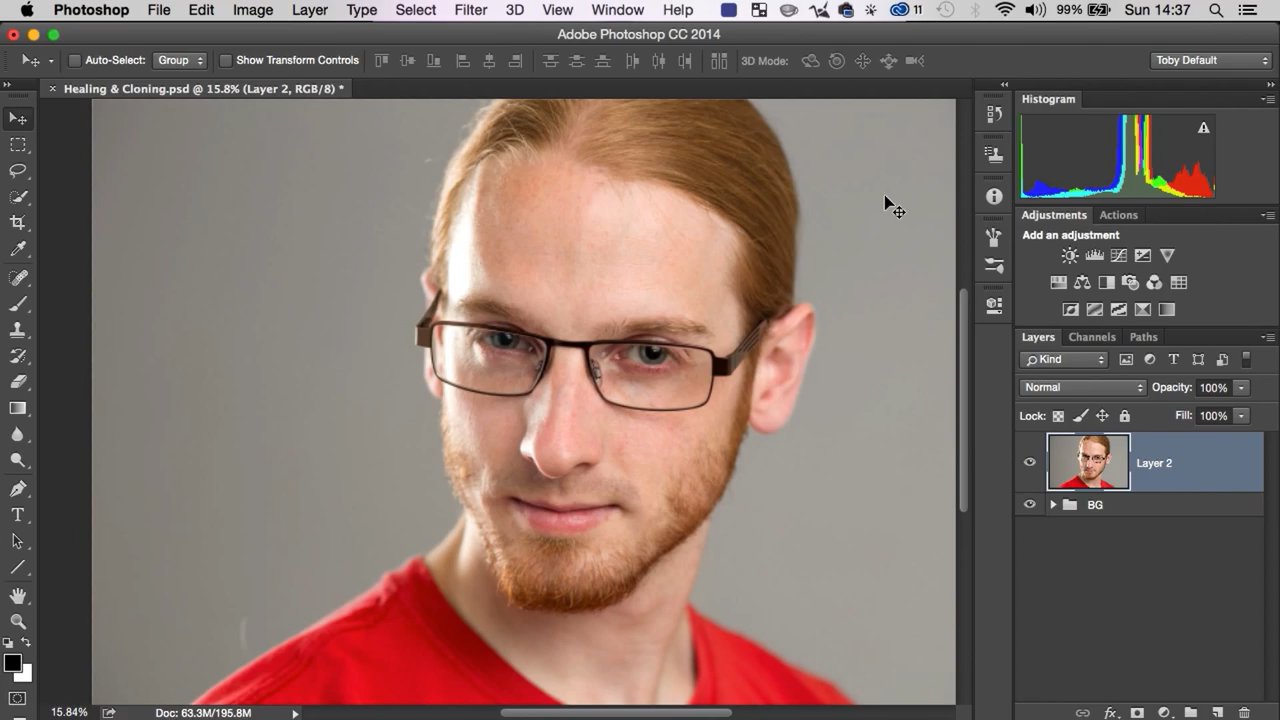 Photoshop File Edit Image Layer Type Select Filter 3D View Window Help 11 99% Sun 14:37
Adobe Photoshop CC 2014
Auto-Select: Group Show Transform Controls 3D Mode: Toby Default
× Healing & Cloning.psd @ 15.8% (Layer 2, RGB/8) *
Histogram
Adjustments Actions
Add an adjustment
Layers Channels Paths
Kind
Normal Opacity: 100%
Lock: Fill: 100%
Layer 2
BG
15.84% Doc: 63.3M/195.8M